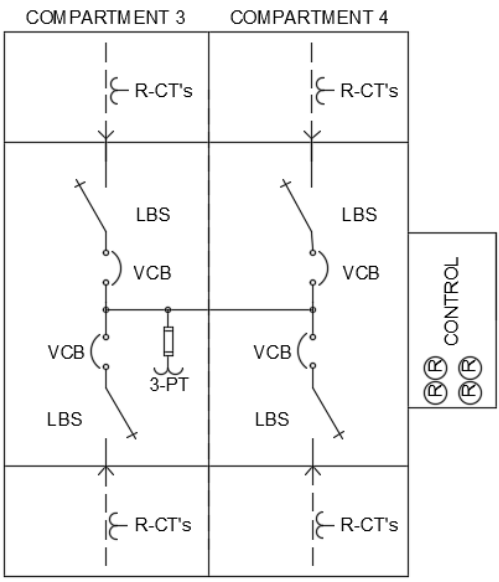 COMPARTMENT 3
COMPARTMENT 4
R-CT's
R-CT's
LBS
LBS
VCB
VCB
CONTROL
VCB
VCB
3-PT
R R
R R
LBS
LBS
R-CT's
R-CT's